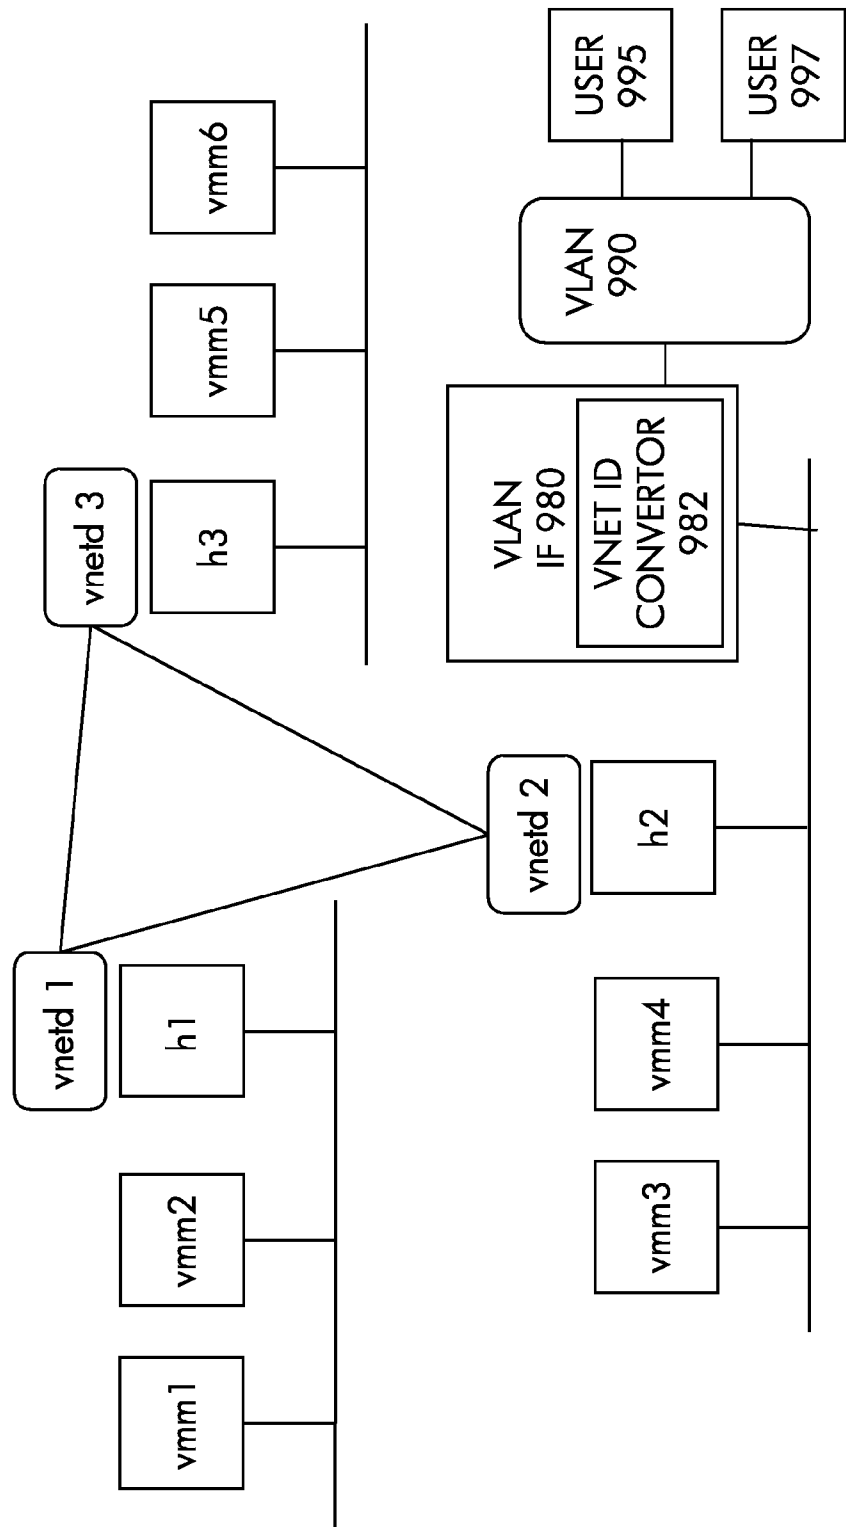 vnetd 1
vnetd 3
vmm1
vmm2
h1
h3
vmm5
vmm6
vnetd 2
vmm3
vmm4
h2
VLAN
IF 980
VNET ID
CONVERTOR
982
VLAN
990
USER
995
USER
997